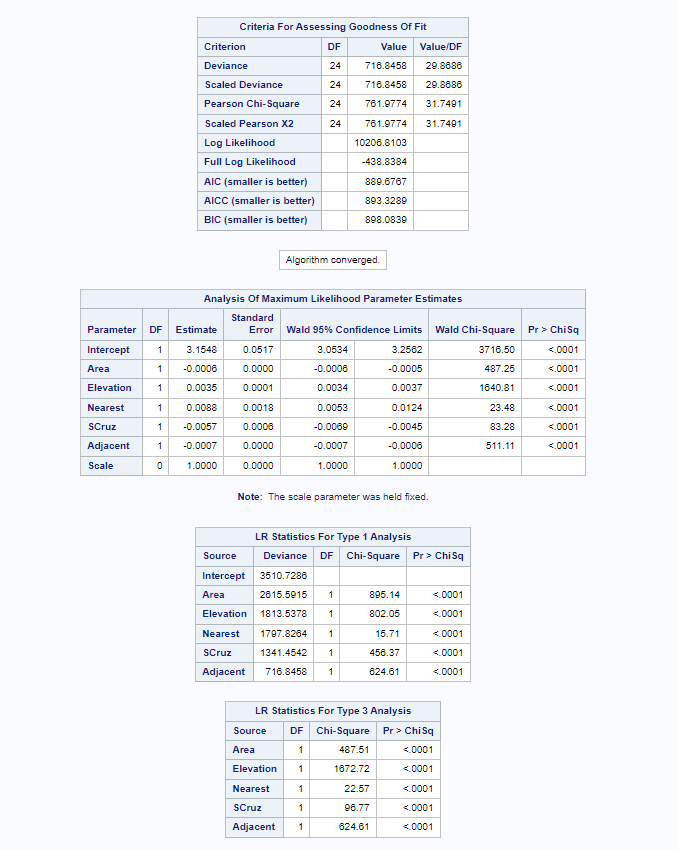 Criteria For Assessing Goodness Of Fit
Criterion DF Value Value/DF
Deviance 24 716.8458 29.8686
Scaled Deviance 24 716.8458 29.8686
Pearson Chi-Square 24 761.9774 31.7491
Scaled Pearson X2 24 761.9774 31.7491
Log Likelihood 10206.8103
Full Log Likelihood -438.8384
AIC (smaller is better) 889.6767
AICC (smaller is better) 893.3289
BIC (smaller is better) 898.0839
Algorithm converged.
Analysis Of Maximum Likelihood Parameter Estimates
Parameter DF Estimate Standard Error Wald 95% Confidence Limits Wald Chi-Square Pr > ChiSq
Intercept 1 3.1548 0.0517 3.0534 3.2562 3716.50 <.0001
Area 1 -0.0006 0.0000 -0.0006 -0.0005 487.25 <.0001
Elevation 1 0.0035 0.0001 0.0034 0.0037 1640.81 <.0001
Nearest 1 0.0088 0.0018 0.0053 0.0124 23.48 <.0001
SCruz 1 -0.0057 0.0006 -0.0069 -0.0045 83.28 <.0001
Adjacent 1 -0.0007 0.0000 -0.0007 -0.0006 511.11 <.0001
Scale 0 1.0000 0.0000 1.0000 1.0000
Note: The scale parameter was held fixed.
LR Statistics For Type 1 Analysis
Source Deviance DF Chi-Square Pr > ChiSq
Intercept 3510.7286
Area 2615.5915 1 895.14 <.0001
Elevation 1813.5378 1 802.05 <.0001
Nearest 1797.8264 1 15.71 <.0001
SCruz 1341.4542 1 456.37 <.0001
Adjacent 716.8458 1 624.61 <.0001
LR Statistics For Type 3 Analysis
Source DF Chi-Square Pr > ChiSq
Area 1 487.51 <.0001
Elevation 1 1672.72 <.0001
Nearest 1 22.57 <.0001
SCruz 1 96.77 <.0001
Adjacent 1 624.61 <.0001